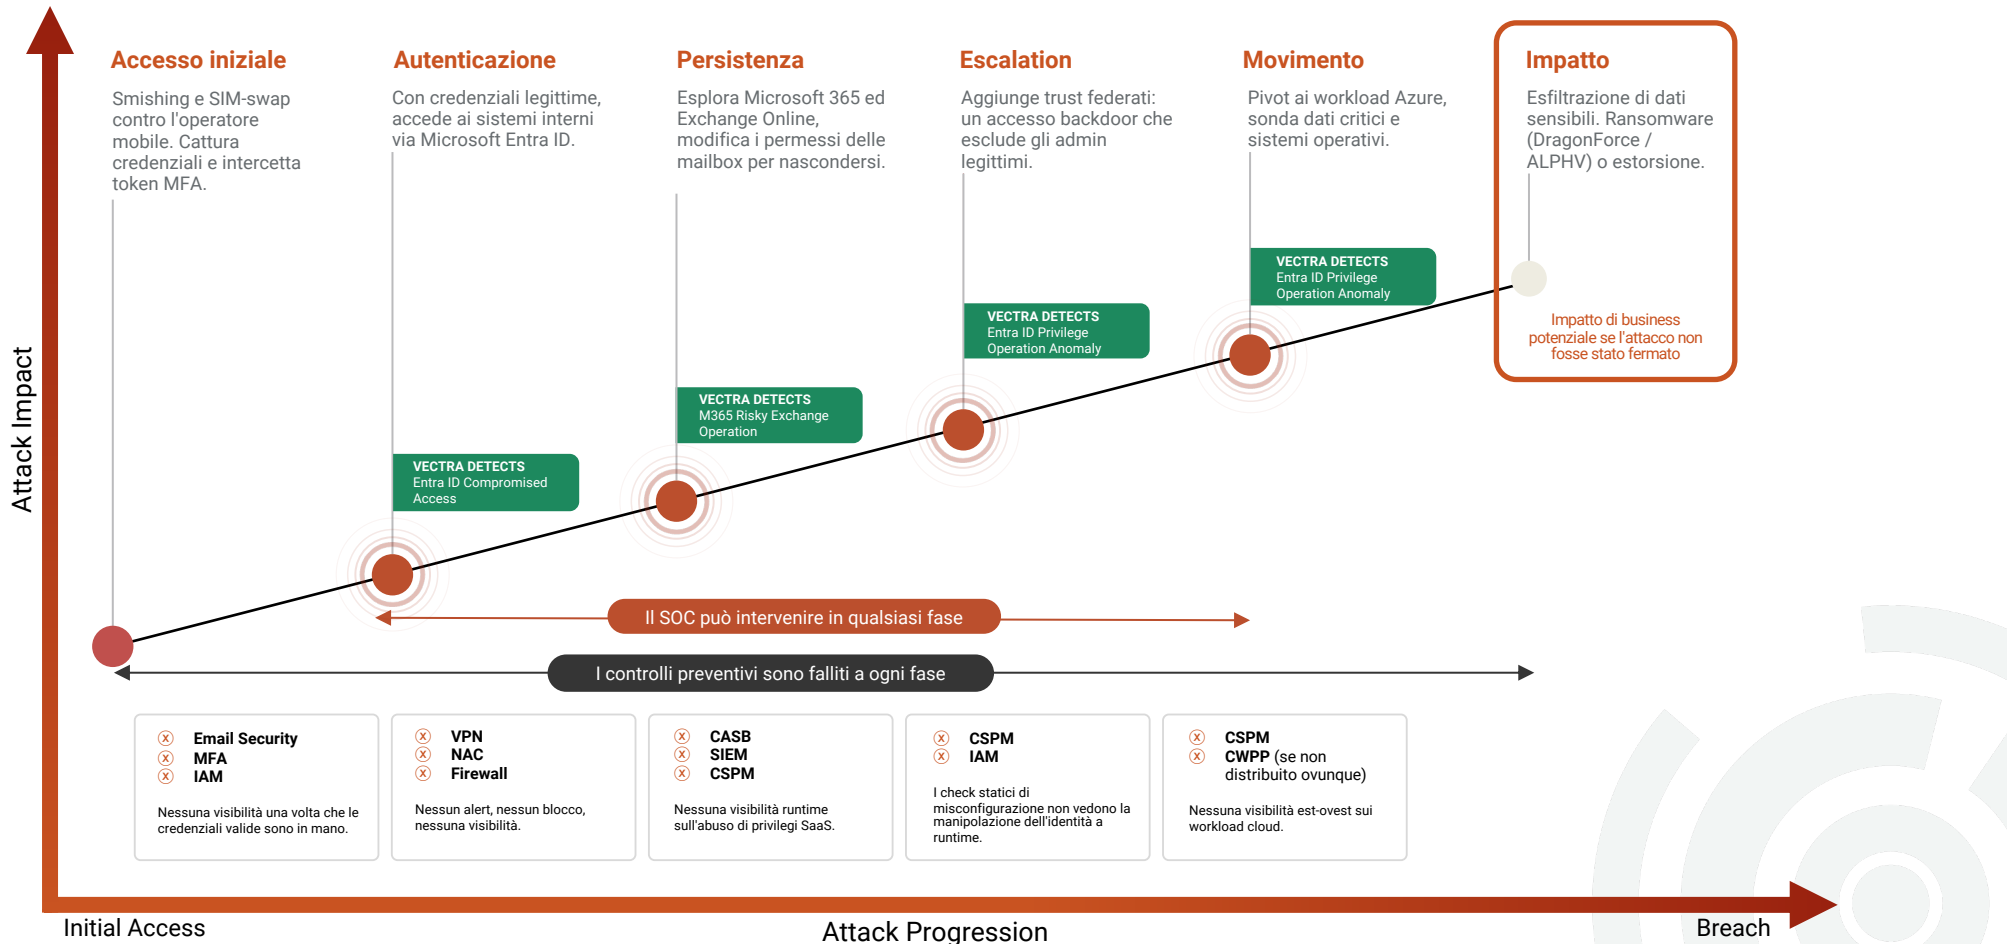 Accesso iniziale
Smishing e SIM-swap
contro l'operatore
mobile. Cattura
credenziali e intercetta
token MFA.
Autenticazione
Con credenziali legittime,
accede ai sistemi interni
via Microsoft Entra ID.
Persistenza
Esplora Microsoft 365 ed
Exchange Online,
modifica i permessi delle
mailbox per nascondersi.
Escalation
Aggiunge trust federati:
un accesso backdoor che
esclude gli admin
legittimi.
Movimento
Pivot ai workload Azure,
sonda dati critici e
sistemi operativi.
Impatto
Esfiltrazione di dati
sensibili. Ransomware
(DragonForce /
ALPHV) o estorsione.
Impatto di business
potenziale se l'attacco non
fosse stato fermato
VECTRA DETECTS
Entra ID Privilege
Operation Anomaly
VECTRA DETECTS
Entra ID Privilege
Operation Anomaly
VECTRA DETECTS
M365 Risky Exchange
Operation
VECTRA DETECTS
Entra ID Compromised
Access
Attack Impact
Il SOC può intervenire in qualsiasi fase
I controlli preventivi sono falliti a ogni fase
ⓧ Email Security
ⓧ MFA
ⓧ IAM
Nessuna visibilità una volta che le
credenziali valide sono in mano.
ⓧ VPN
ⓧ NAC
ⓧ Firewall
Nessun alert, nessun blocco,
nessuna visibilità.
ⓧ CASB
ⓧ SIEM
ⓧ CSPM
Nessuna visibilità runtime
sull'abuso di privilegi SaaS.
ⓧ CSPM
ⓧ IAM
I check statici di
misconfigurazione non vedono la
manipolazione dell'identità a
runtime.
ⓧ CSPM
ⓧ CWPP (se non
distribuito ovunque)
Nessuna visibilità est-ovest sui
workload cloud.
Initial Access
Attack Progression
Breach